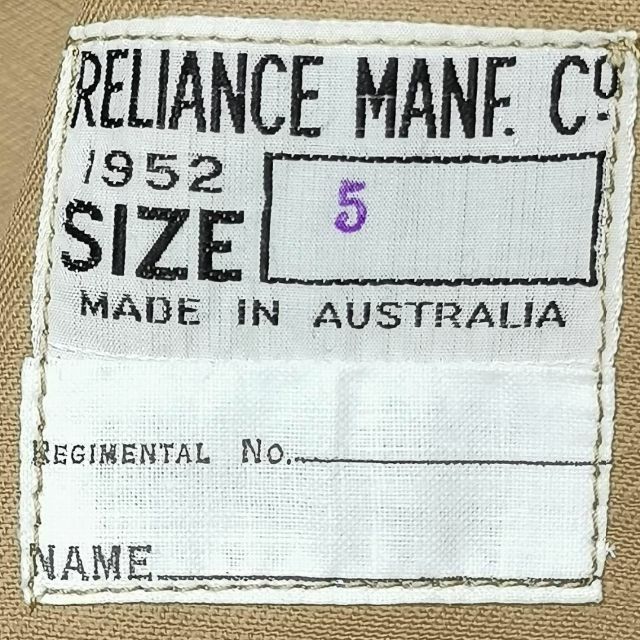 RELIANCE MANF. Co
1952
SIZE 5
MADE IN AUSTRALIA
REGIMENTAL No.
NAME